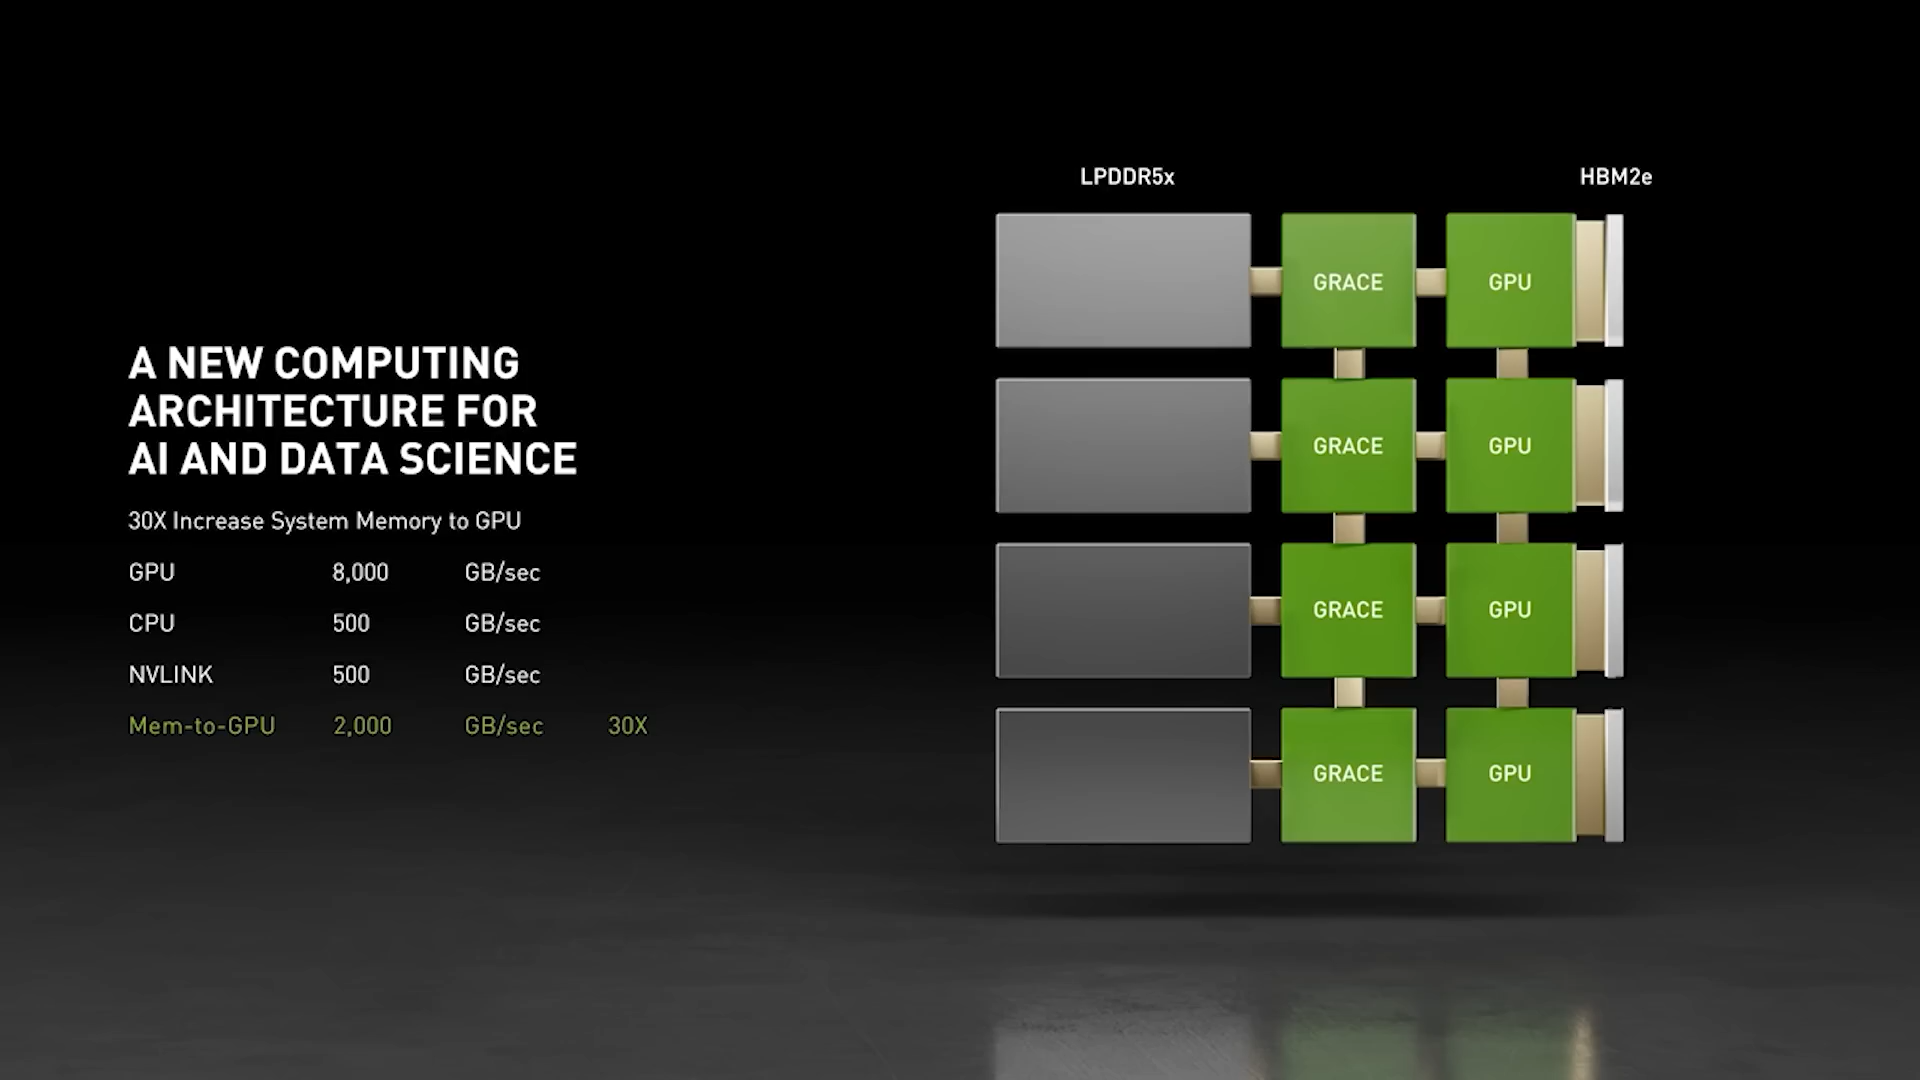 LPDDR5x HBM2e
A NEW COMPUTING
ARCHITECTURE FOR
AI AND DATA SCIENCE
30X Increase System Memory to GPU
GPU 8,000 GB/sec
CPU 500 GB/sec
NVLINK 500 GB/sec
Mem-to-GPU 2,000 GB/sec 30X
GRACE GPU
GRACE GPU
GRACE GPU
GRACE GPU